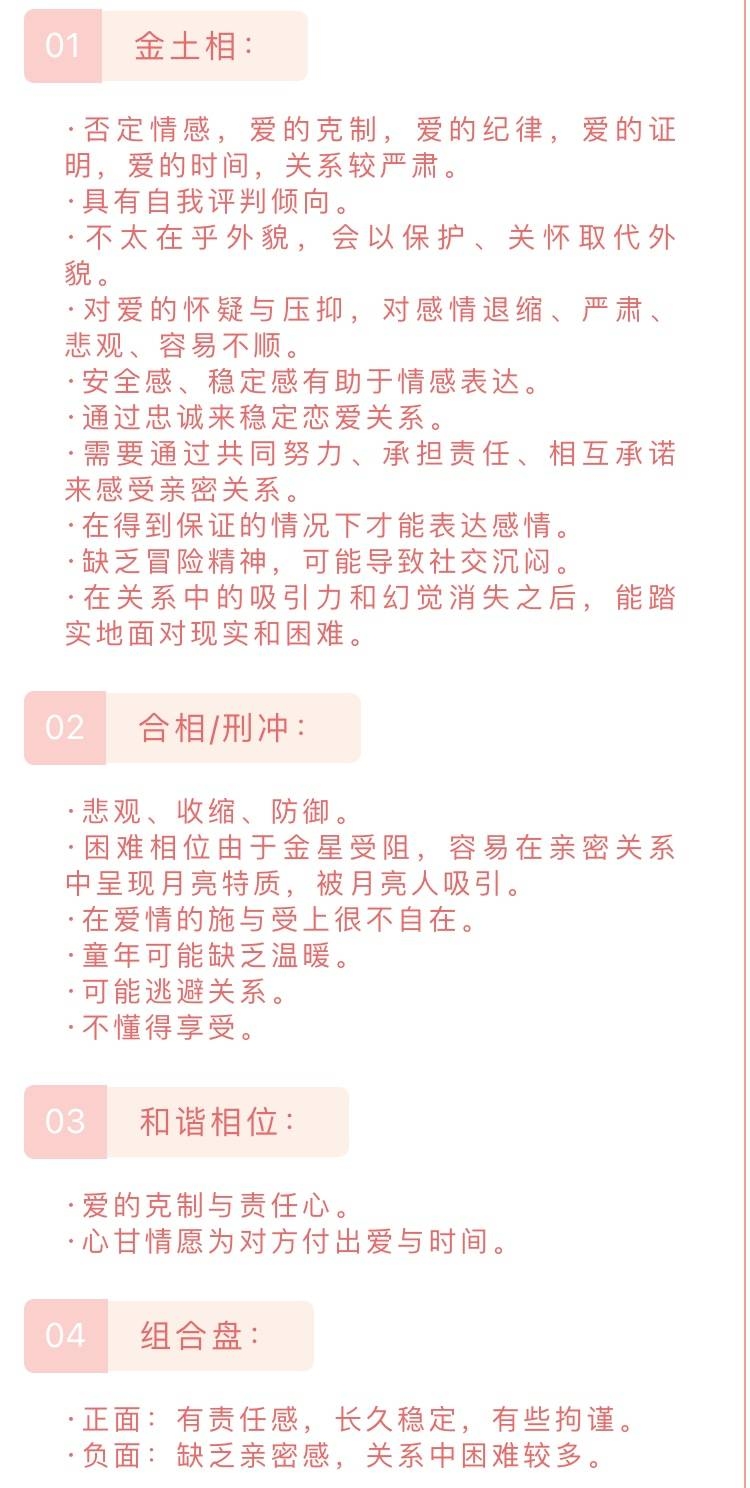 01 金土相：
·否定情感，爱的克制，爱的纪律，爱的证
明，爱的时间，关系较严肃。
·具有自我评判倾向。
·不太在乎外貌，会以保护、关怀取代外
貌。
·对爱的怀疑与压抑，对感情退缩、严肃、
悲观、容易不顺。
·安全感、稳定感有助于情感表达。
·通过忠诚来稳定恋爱关系。
·需要通过共同努力、承担责任、相互承诺
来感受亲密关系。
·在得到保证的情况下才能表达感情。
·缺乏冒险精神，可能导致社交沉闷。
·在关系中的吸引力和幻觉消失之后，能踏
实地面对现实和困难。
02 合相/刑冲：
·悲观、收缩、防御。
·困难相位由于金星受阻，容易在亲密关系
中呈现月亮特质，被月亮人吸引。
·在爱情的施与受上很不自在。
·童年可能缺乏温暖。
·可能逃避关系。
·不懂得享受。
03 和谐相位：
·爱的克制与责任心。
·心甘情愿为对方付出爱与时间。
04 组合盘：
·正面：有责任感，长久稳定，有些拘谨。
·负面：缺乏亲密感，关系中困难较多。